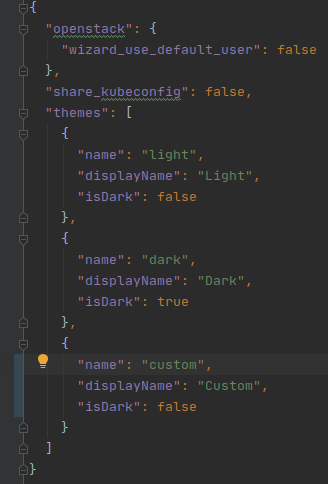 {
"openstack": {
"wizard_use_default_user": false
},
"share_kubeconfig": false,
"themes": [
{
"name": "light",
"displayName": "Light",
"isDark": false
},
{
"name": "dark",
"displayName": "Dark",
"isDark": true
},
{
"name": "custom",
"displayName": "Custom",
"isDark": false
}
]
}